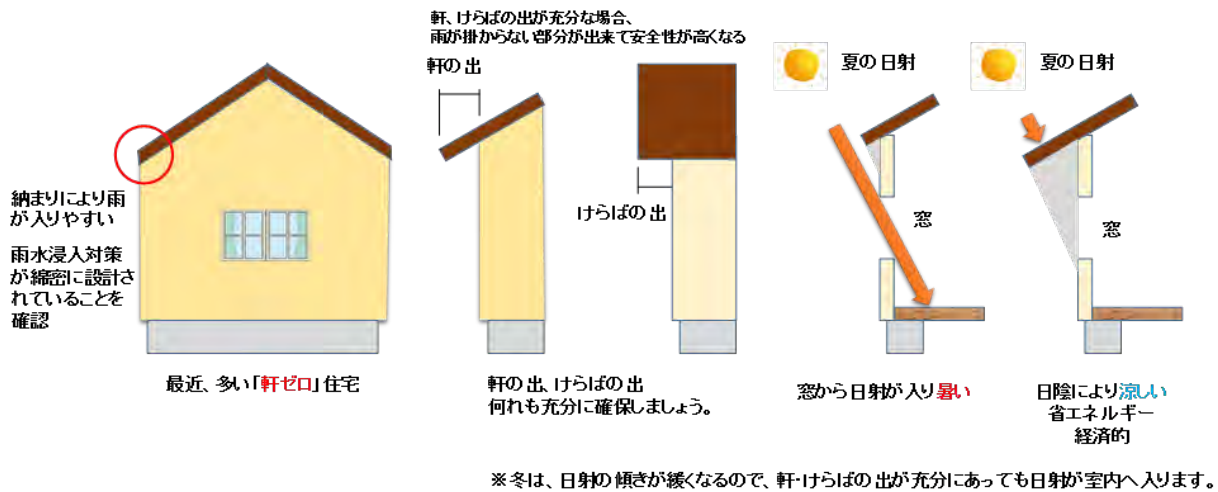 軒、けらばの出が充分な場合、
雨が掛からない部分が出来て安全性が高くなる
軒の出
けらばの出
納まりにより雨
が入りやすい
雨水浸入対策
が綿密に設計さ
れていることを
確認
最近、多い「軒ゼロ」住宅
軒の出、けらばの出
何れも充分に確保しましょう。
夏の日射
窓
窓から日射が入り暑い
夏の日射
窓
日陰により涼しい
省エネルギー
経済的
※冬は、日射の傾きが緩くなるので、軒・けらばの出が充分にあっても日射が室内へ入ります。